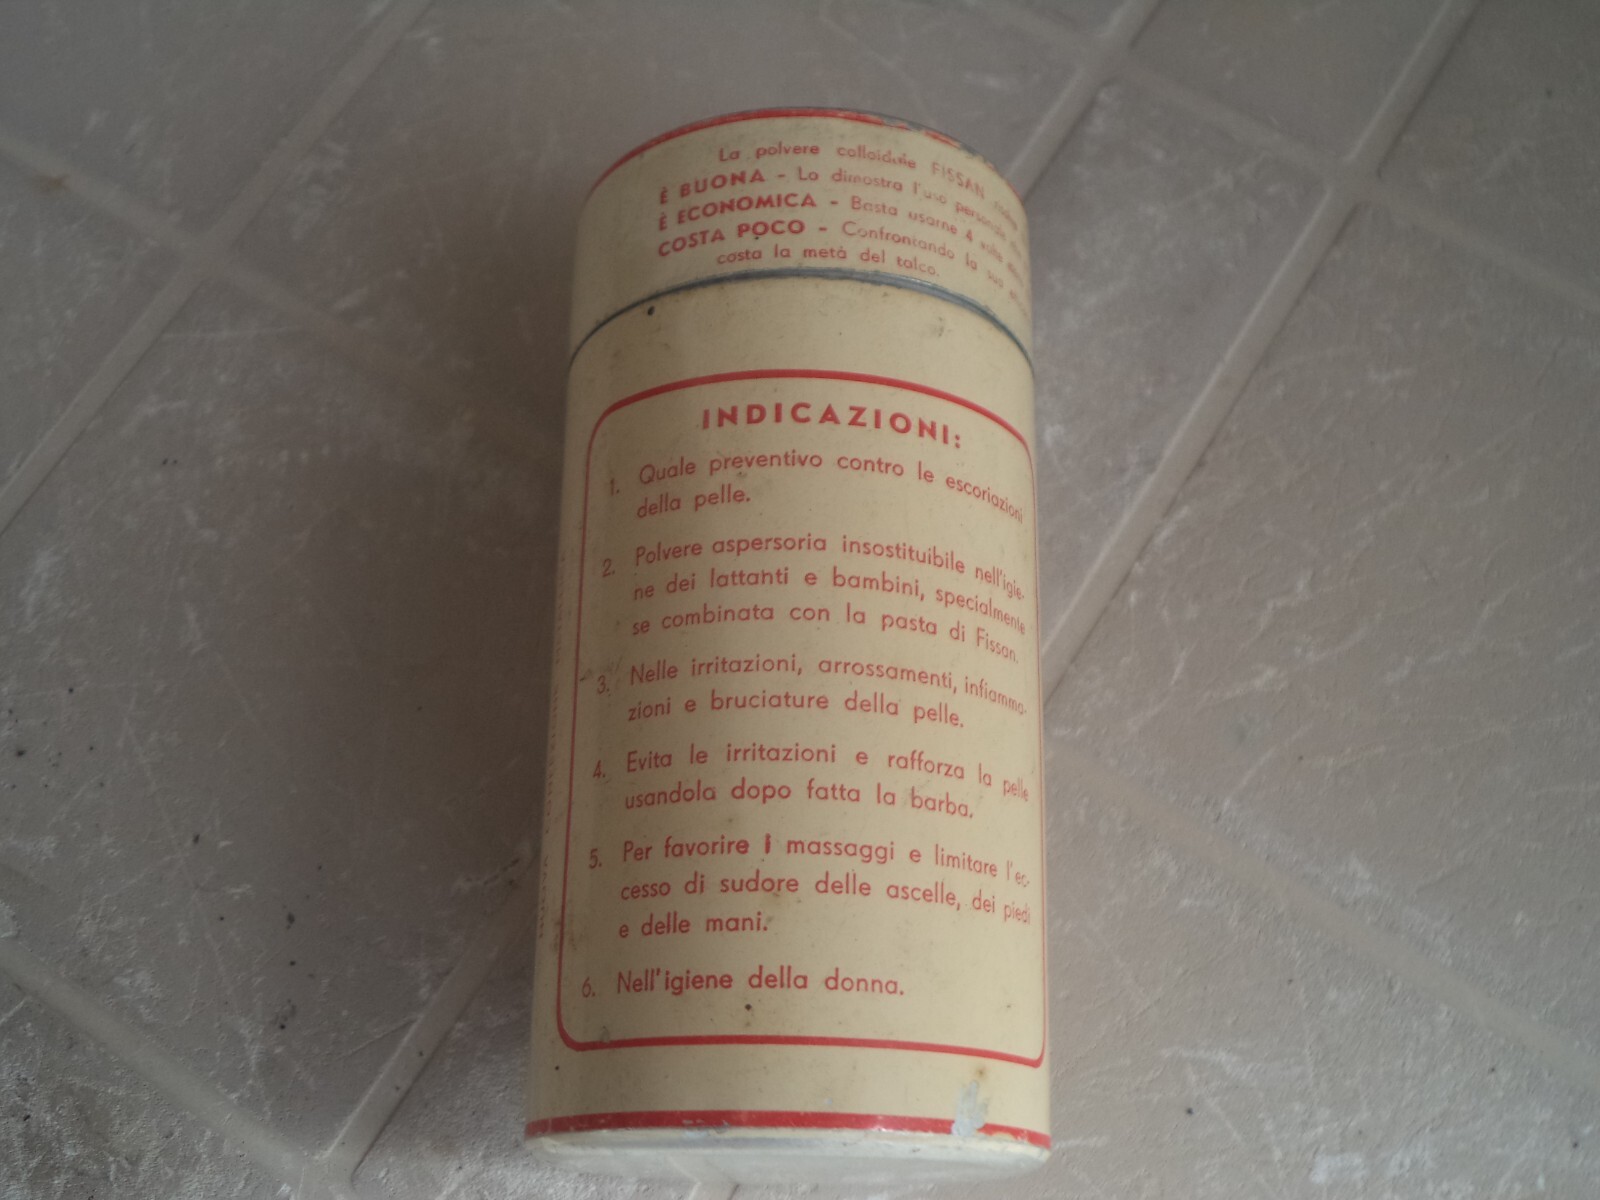 La polvere colloidale FISSAN
È BUONA - Lo dimostra l'uso personale
È ECONOMICA - Basta usarne 4 volte
COSTA POCO - Confrontando la sua
costa la metà del talco.
INDICAZIONI:
1. Quale preventivo contro le escoriazioni
della pelle.
2. Polvere aspersoria insostituibile nell'igie-
ne dei lattanti e bambini, specialmente
se combinata con la pasta di Fissan.
3. Nelle irritazioni, arrossamenti, infiamma-
zioni e bruciature della pelle.
4. Evita le irritazioni e rafforza la pelle
usandola dopo fatta la barba.
5. Per favorire i massaggi e limitare l'ec-
cesso di sudore delle ascelle, dei piedi
e delle mani.
6. Nell'igiene della donna.